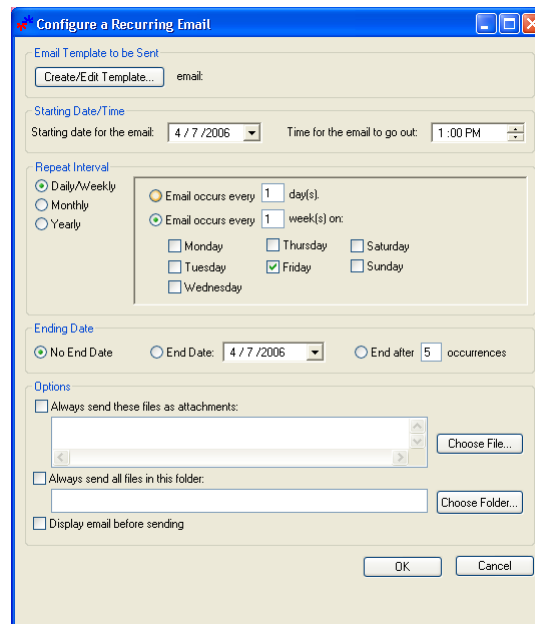 Configure a Recurring Email
Email Template to be Sent
Create/Edit Template... email:
Starting Date/Time
Starting date for the email: 4 / 7 /2006 Time for the email to go out: 1 :00 PM
Repeat Interval
Daily/Weekly
Monthly
Yearly
Email occurs every 1 day(s).
Email occurs every 1 week(s) on:
Monday Thursday Saturday
Tuesday Friday Sunday
Wednesday
Ending Date
No End Date End Date: 4 / 7 /2006 End after 5 occurrences
Options
Always send these files as attachments:
Choose File...
Always send all files in this folder:
Choose Folder...
Display email before sending
OK Cancel